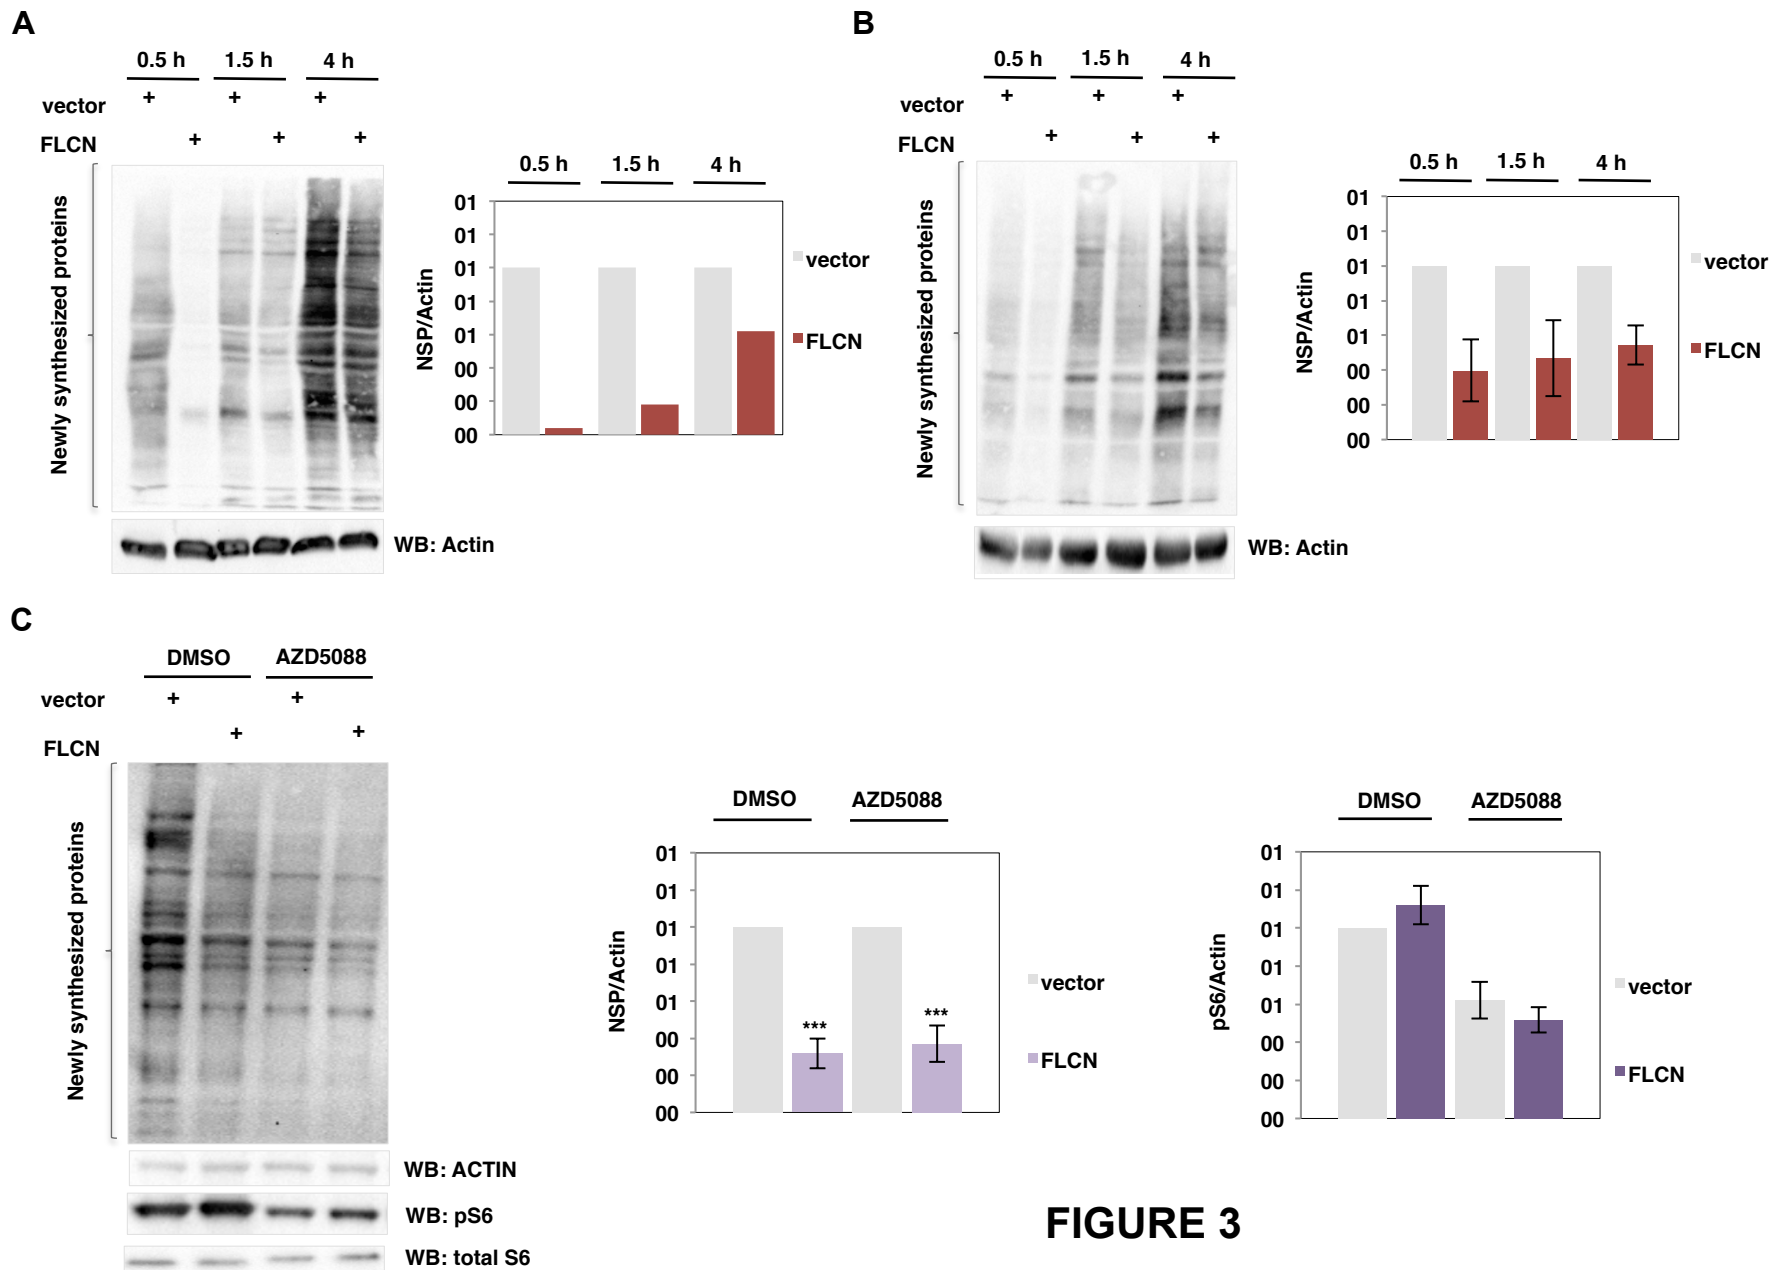 A
0.5 h 1.5 h 4 h
vector + + +
FLCN + + +
Newly synthesized proteins
WB: Actin
0.5 h 1.5 h 4 h
01
01
01
01
01
00
00
00
NSP/Actin
vector
FLCN
B
0.5 h 1.5 h 4 h
vector + + +
FLCN + + +
Newly synthesized proteins
WB: Actin
0.5 h 1.5 h 4 h
01
01
01
01
01
00
00
00
NSP/Actin
vector
FLCN
C
DMSO AZD5088
vector + +
FLCN + +
Newly synthesized proteins
WB: ACTIN
WB: pS6
WB: total S6
DMSO AZD5088
01
01
01
01
01
00
00
00
NSP/Actin
*** ***
vector
FLCN
DMSO AZD5088
01
01
01
01
01
00
00
00
pS6/Actin
vector
FLCN
FIGURE 3